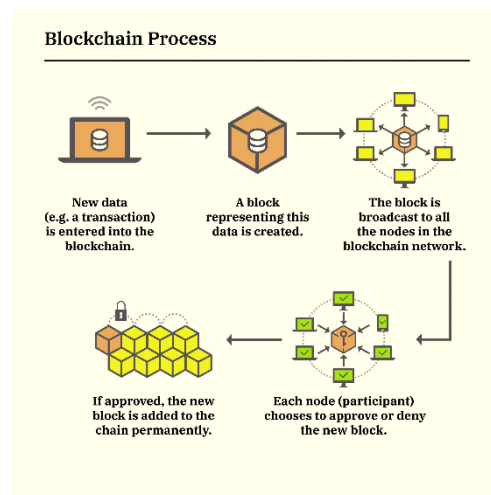 Blockchain Process
New data
(e.g. a transaction)
is entered into the
blockchain.
A block
representing this
data is created.
The block is
broadcast to all
the nodes in the
blockchain network.
If approved, the new
block is added to the
chain permanently.
Each node (participant)
chooses to approve or deny
the new block.